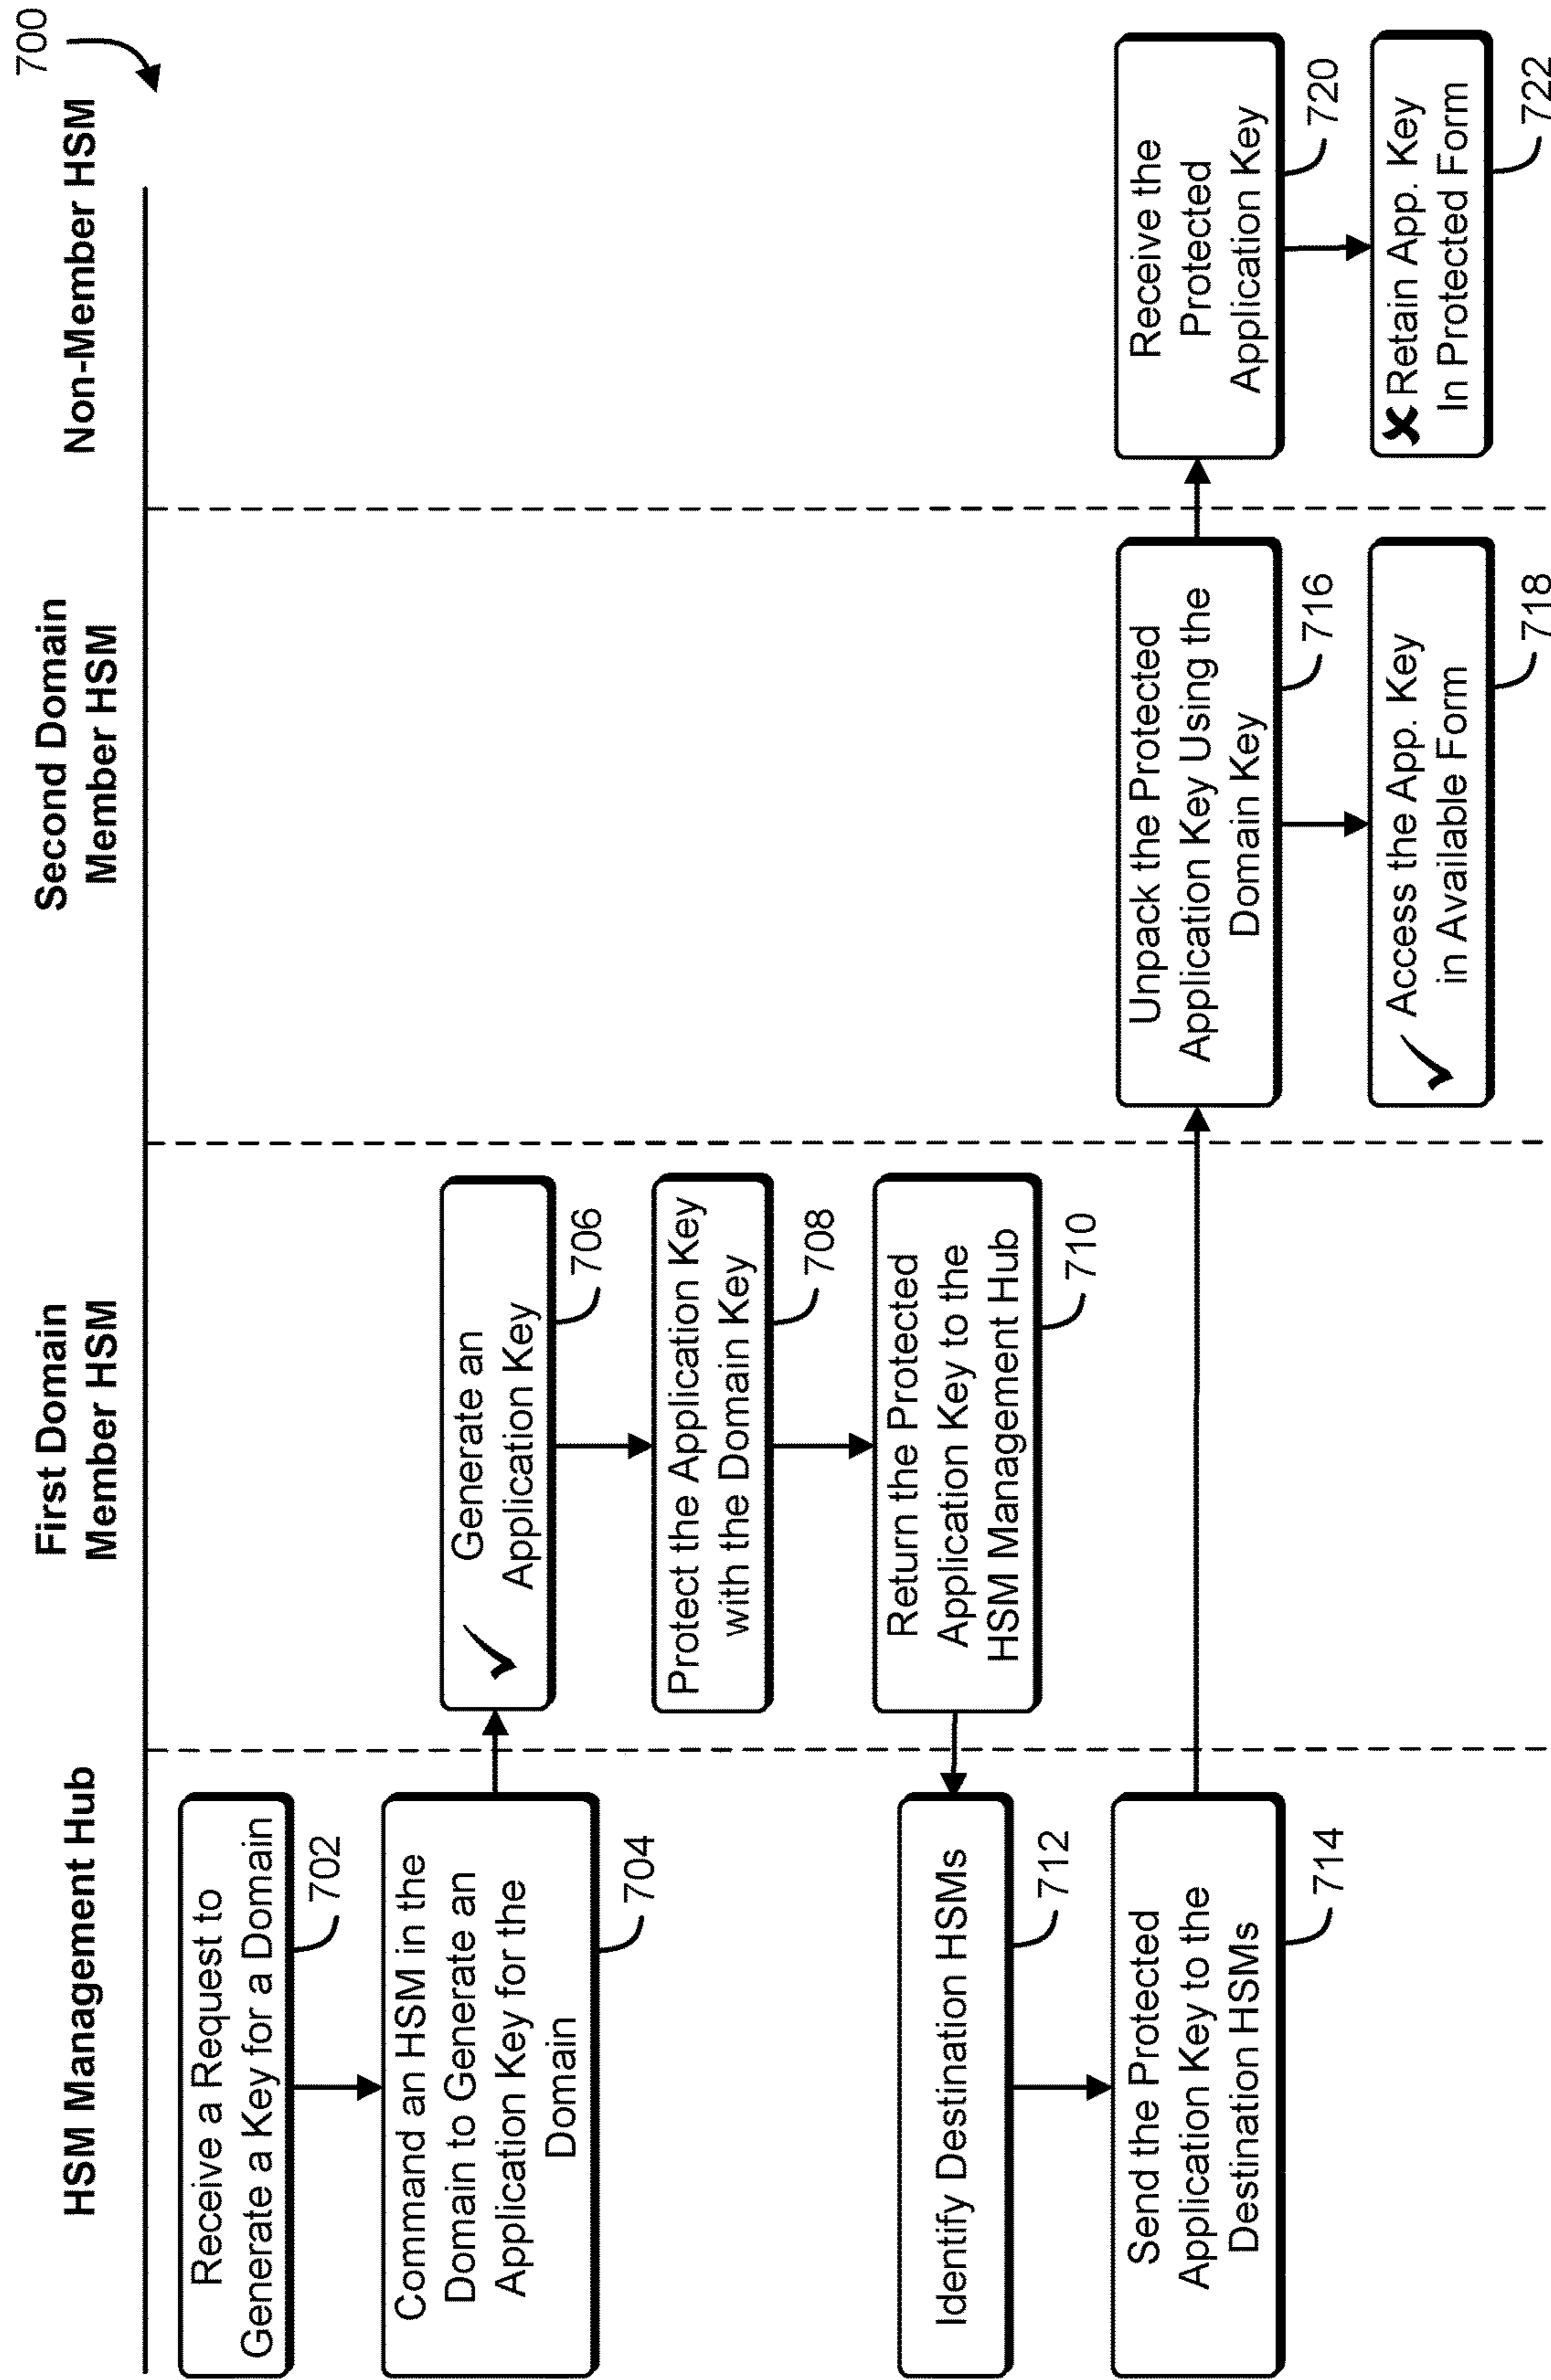 700
HSM Management Hub
First Domain
Member HSM
Second Domain
Member HSM
Non-Member HSM
Receive a Request to
Generate a Key for a Domain
702
Command an HSM in the
Domain to Generate an
Application Key for the
Domain
704
Generate an
Application Key
706
Protect the Application Key
with the Domain Key
708
Return the Protected
Application Key to the
HSM Management Hub
710
Identify Destination HSMs
712
Send the Protected
Application Key to the
Destination HSMs
714
Unpack the Protected
Application Key Using the
Domain Key
716
Access the App. Key
in Available Form
718
Receive the
Protected
Application Key
720
Retain App. Key
In Protected Form
722